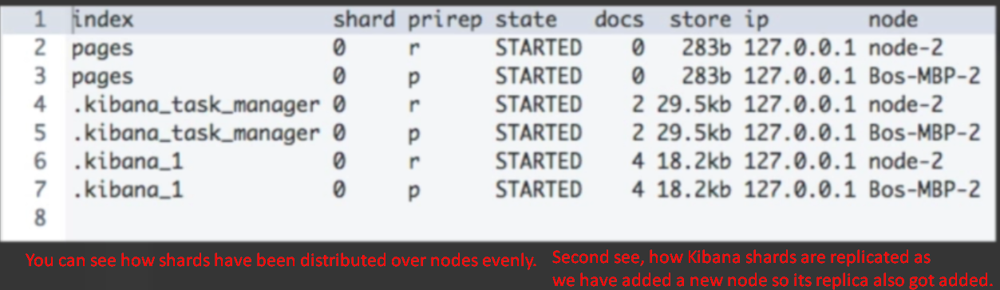 1 index shard prirep state docs store ip node
2 pages 0 r STARTED 0 283b 127.0.0.1 node-2
3 pages 0 p STARTED 0 283b 127.0.0.1 Bos-MBP-2
4 .kibana_task_manager 0 r STARTED 2 29.5kb 127.0.0.1 node-2
5 .kibana_task_manager 0 p STARTED 2 29.5kb 127.0.0.1 Bos-MBP-2
6 .kibana_1 0 r STARTED 4 18.2kb 127.0.0.1 node-2
7 .kibana_1 0 p STARTED 4 18.2kb 127.0.0.1 Bos-MBP-2
8
You can see how shards have been distributed over nodes evenly.
Second see, how Kibana shards are replicated as
we have added a new node so its replica also got added.